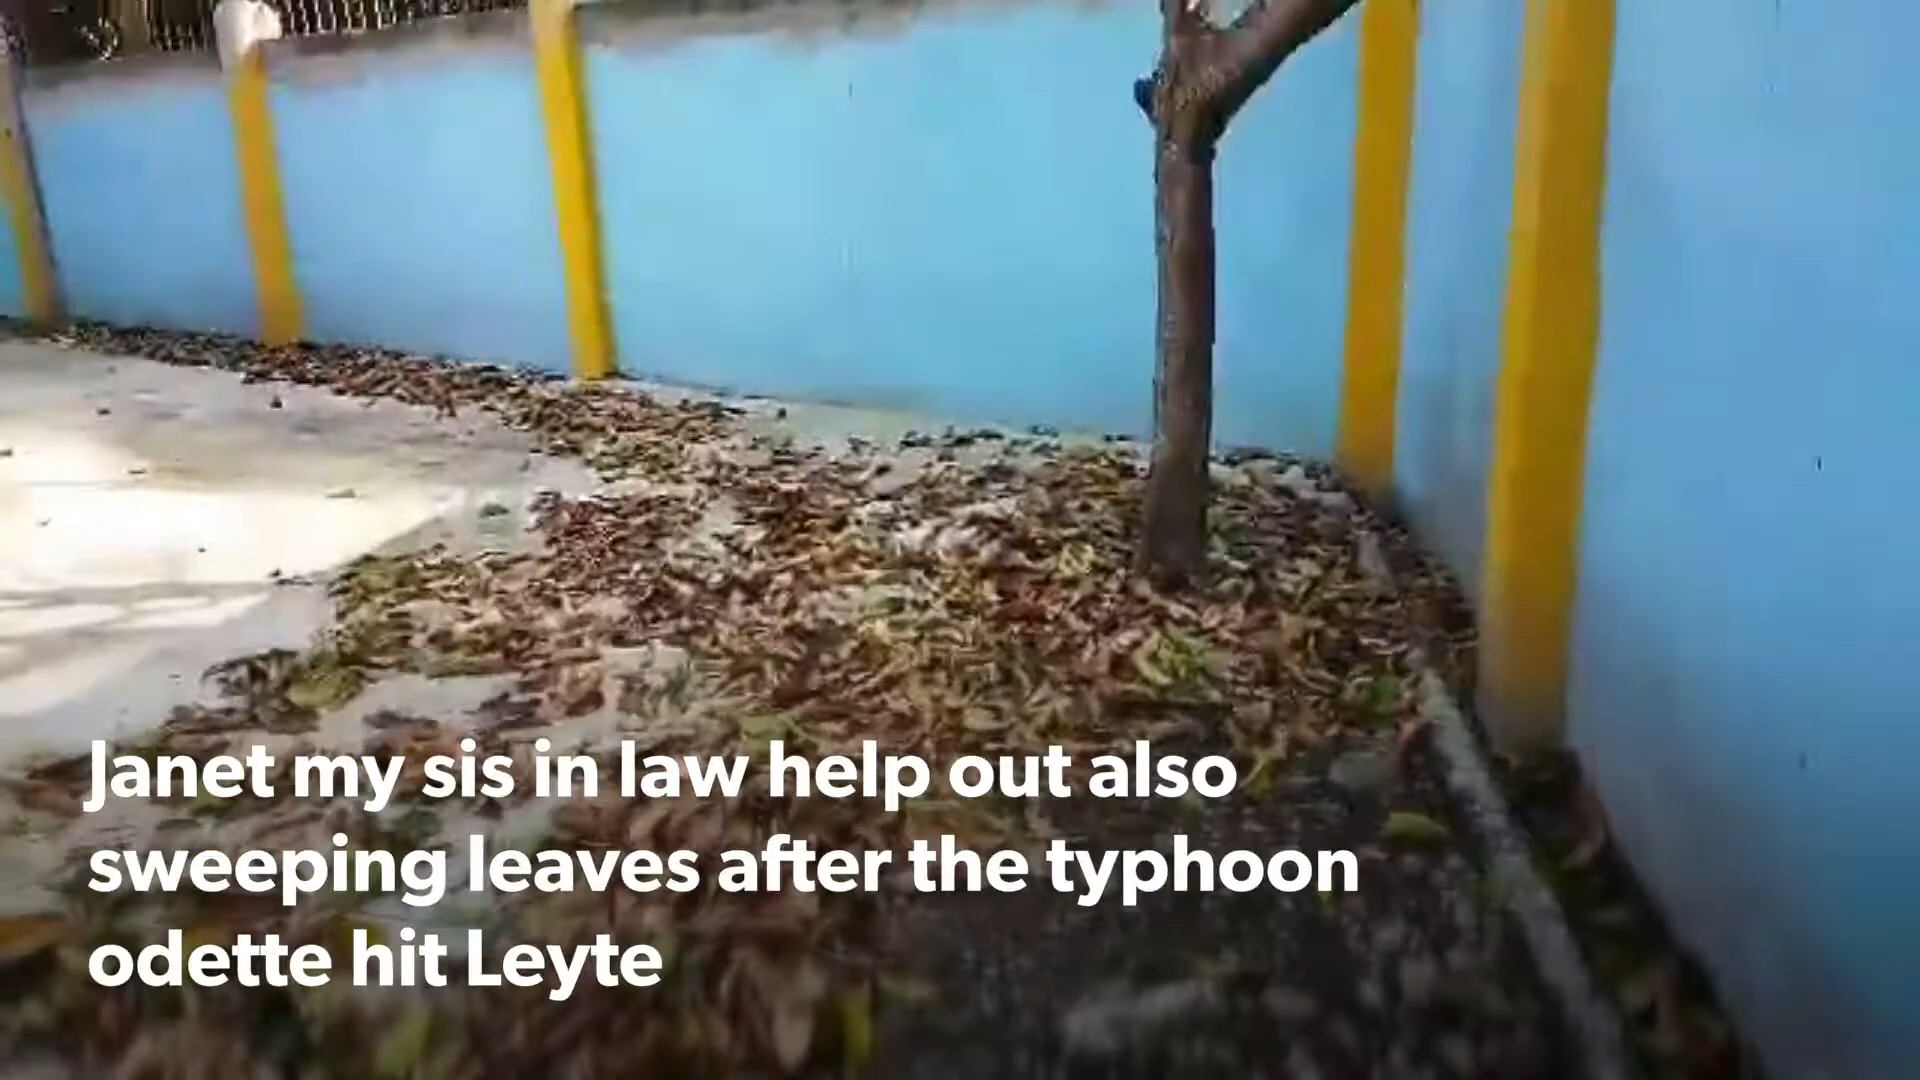 Janet my sis in law help out also
sweeping leaves after the typhoon
odette hit Leyte